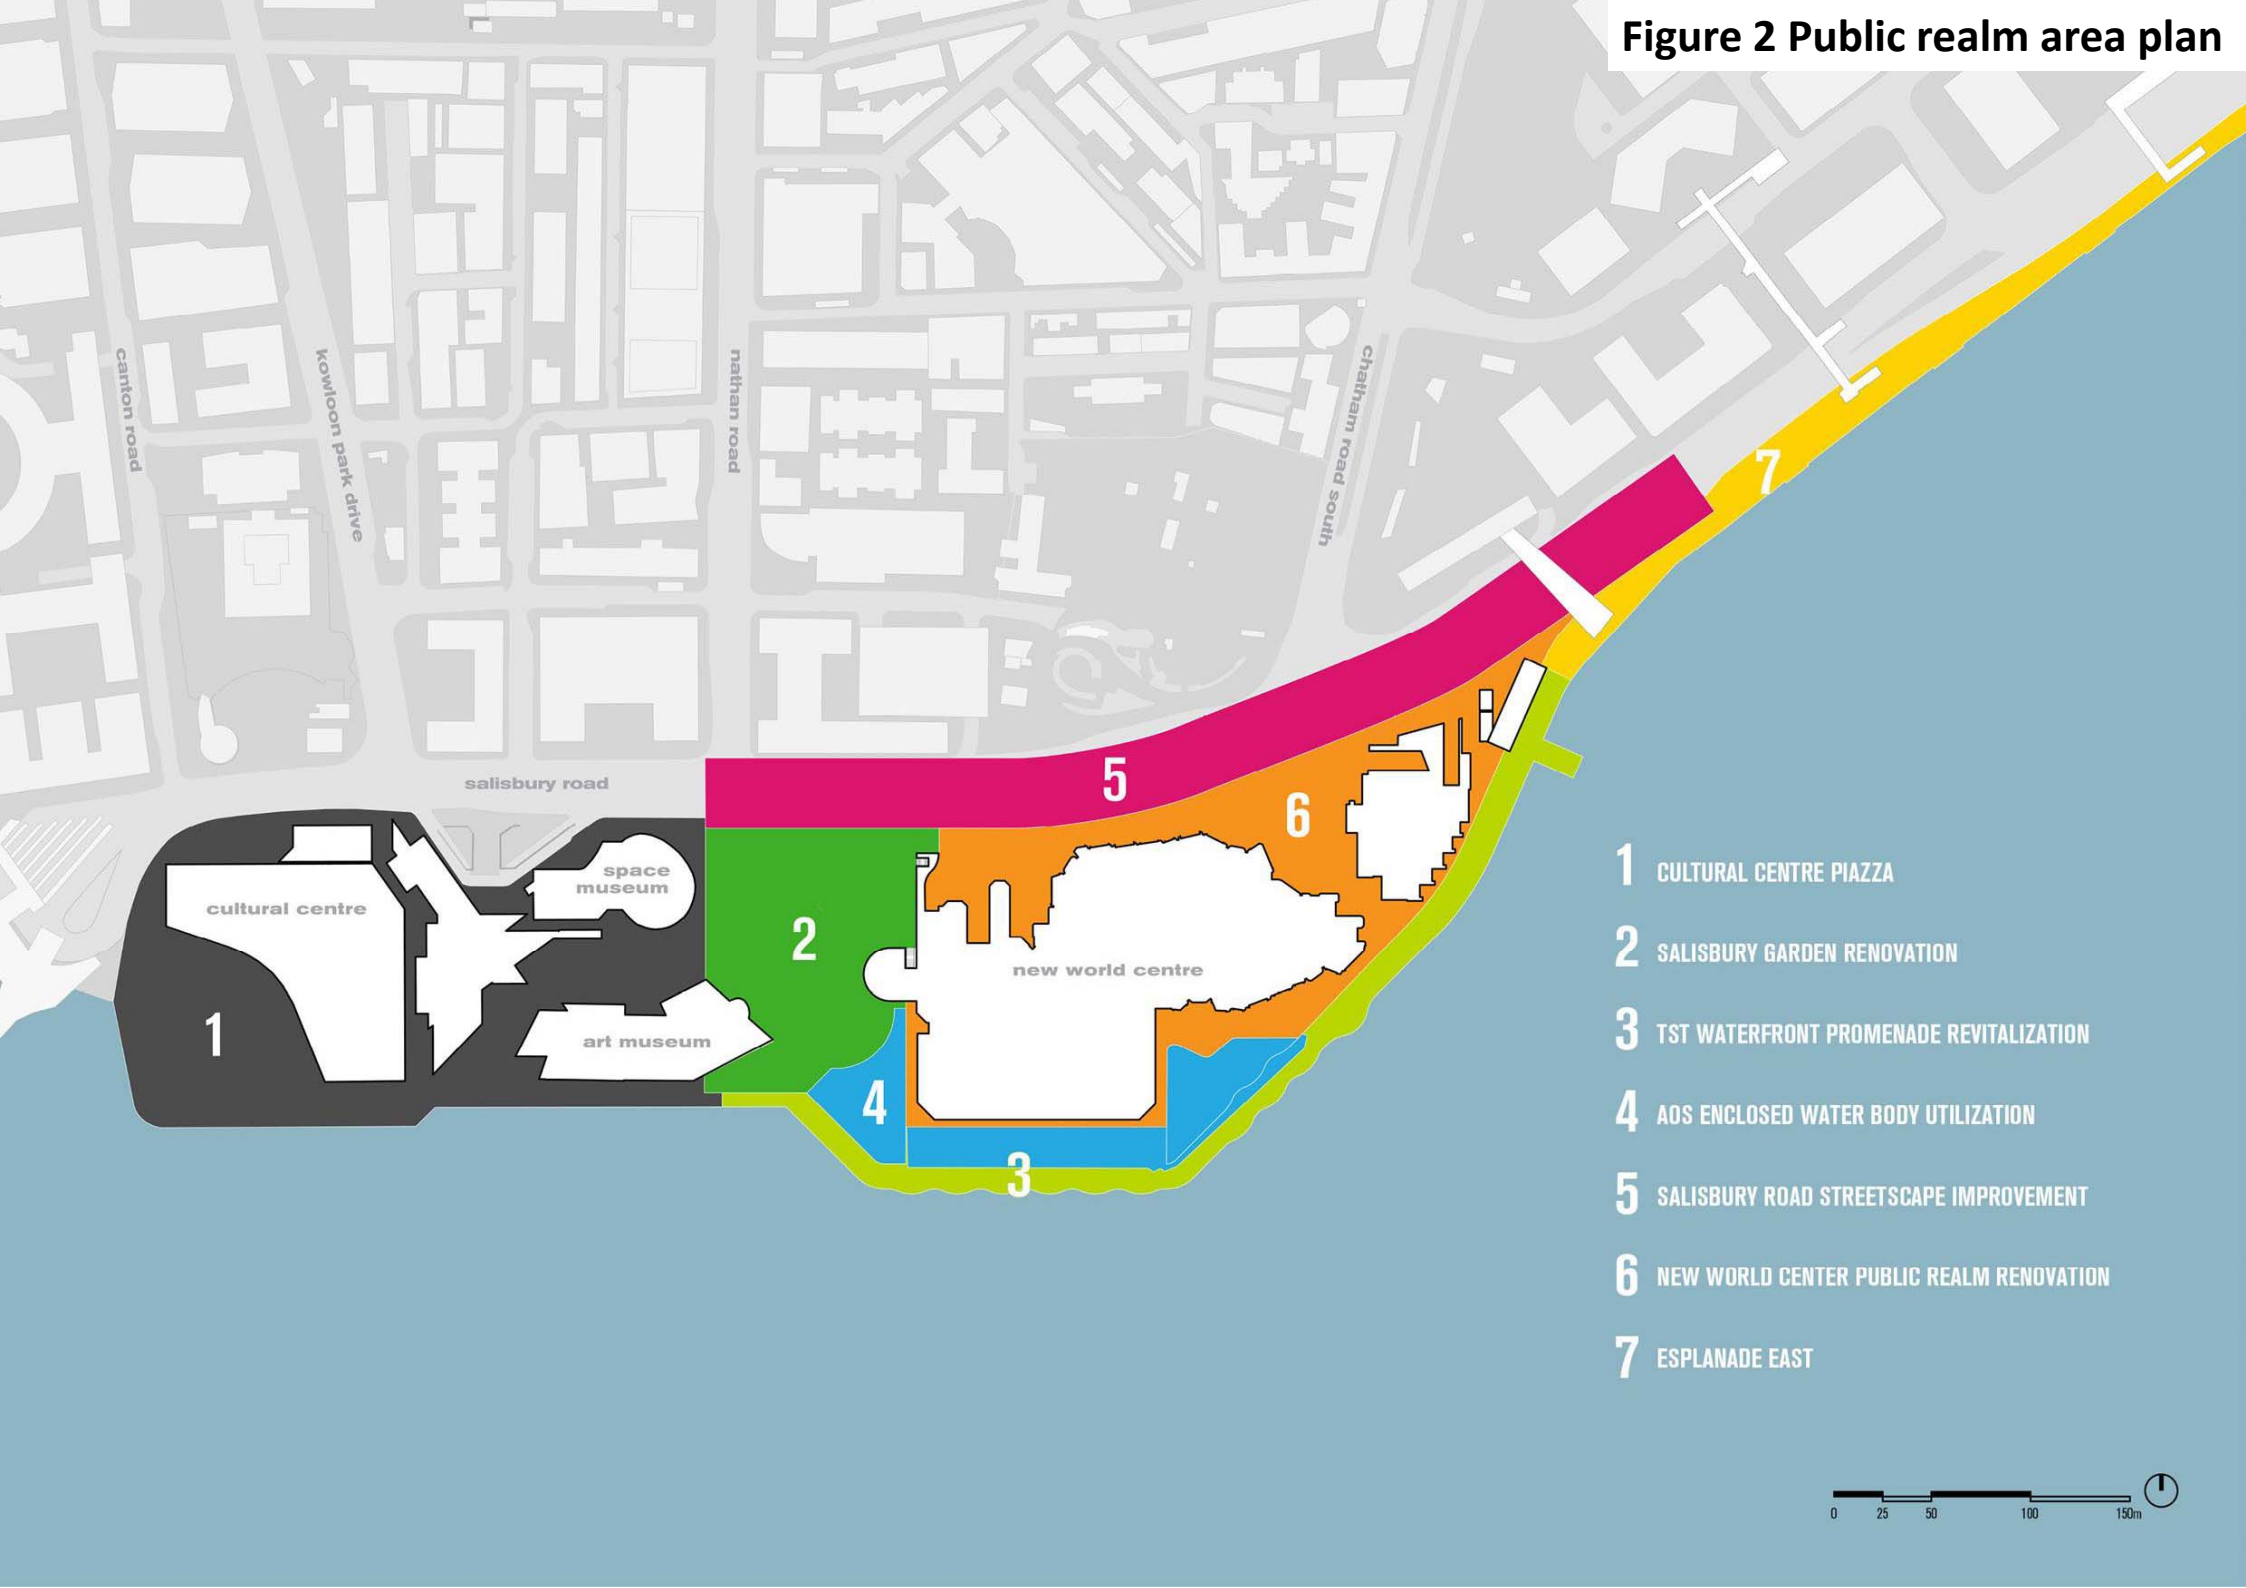 Figure 2 Public realm area plan
canton road
kowloon park drive
nathan road
chatham road south
7
salisbury road
5
6
space
museum
cultural centre
2
new world centre
1
art museum
4
3
1 CULTURAL CENTRE PIAZZA
2 SALISBURY GARDEN RENOVATION
3 TST WATERFRONT PROMENADE REVITALIZATION
4 AOS ENCLOSED WATER BODY UTILIZATION
5 SALISBURY ROAD STREETSCAPE IMPROVEMENT
6 NEW WORLD CENTER PUBLIC REALM RENOVATION
7 ESPLANADE EAST
0 25 50 100 150m